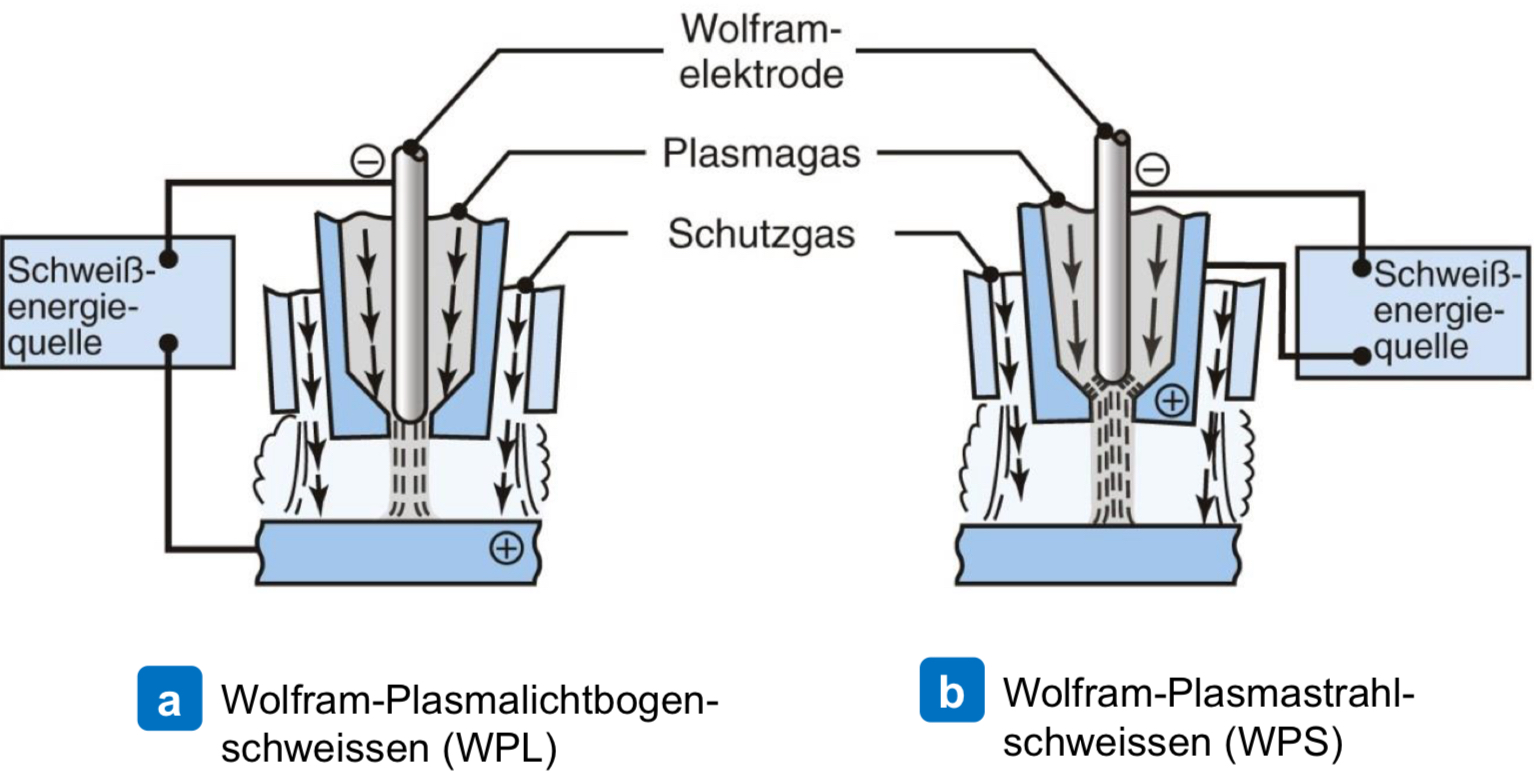 Wolfram-
elektrode
Plasmagas
Schutzgas
−
Schweiß-
energie-
quelle
+
−
Schweiß-
energie-
quelle
+
a Wolfram-Plasmalichtbogen-
schweissen (WPL)
b Wolfram-Plasmastrahl-
schweissen (WPS)